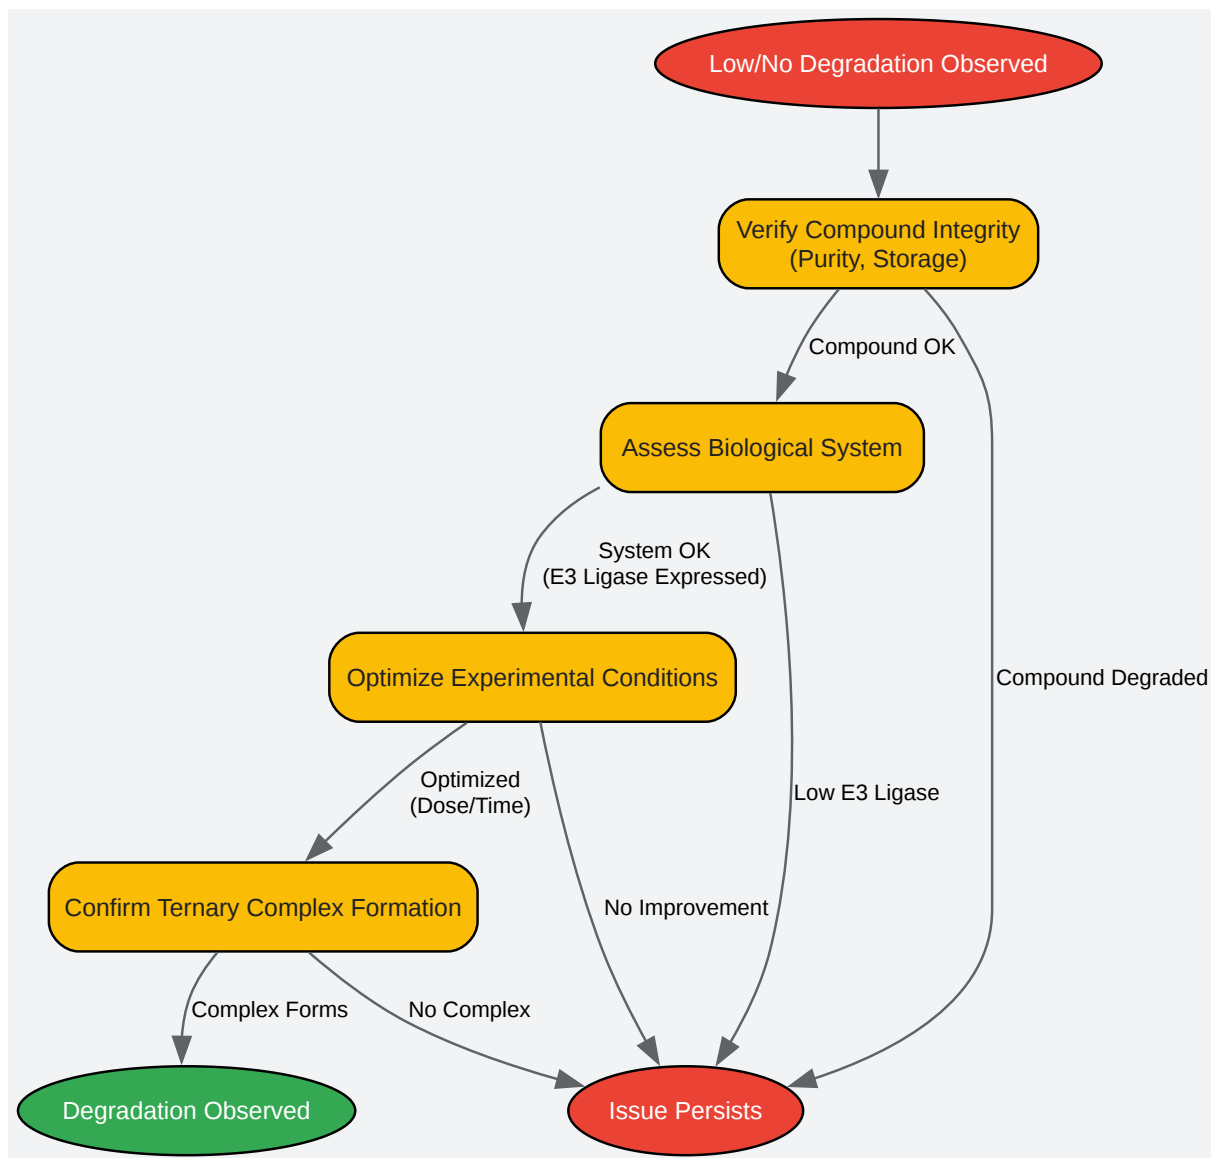 Low/No Degradation Observed
Verify Compound Integrity
(Purity, Storage)
Compound OK
Assess Biological System
System OK
(E3 Ligase Expressed)
Optimize Experimental Conditions
Compound Degraded
Optimized
(Dose/Time)
Low E3 Ligase
Confirm Ternary Complex Formation
No Improvement
Complex Forms
No Complex
Degradation Observed
Issue Persists